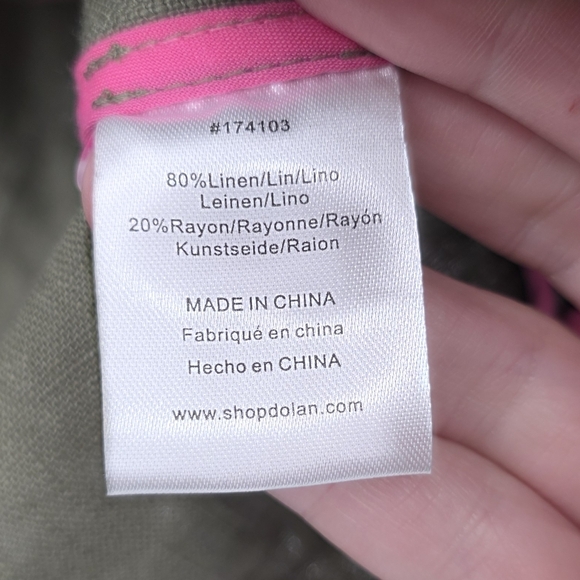 #174103
80%Linen/Lin/Lino
Leinen/Lino
20%Rayon/Rayonne/Rayón
Kunstseide/Raion
MADE IN CHINA
Fabriqué en china
Hecho en CHINA
www.shopdolan.com